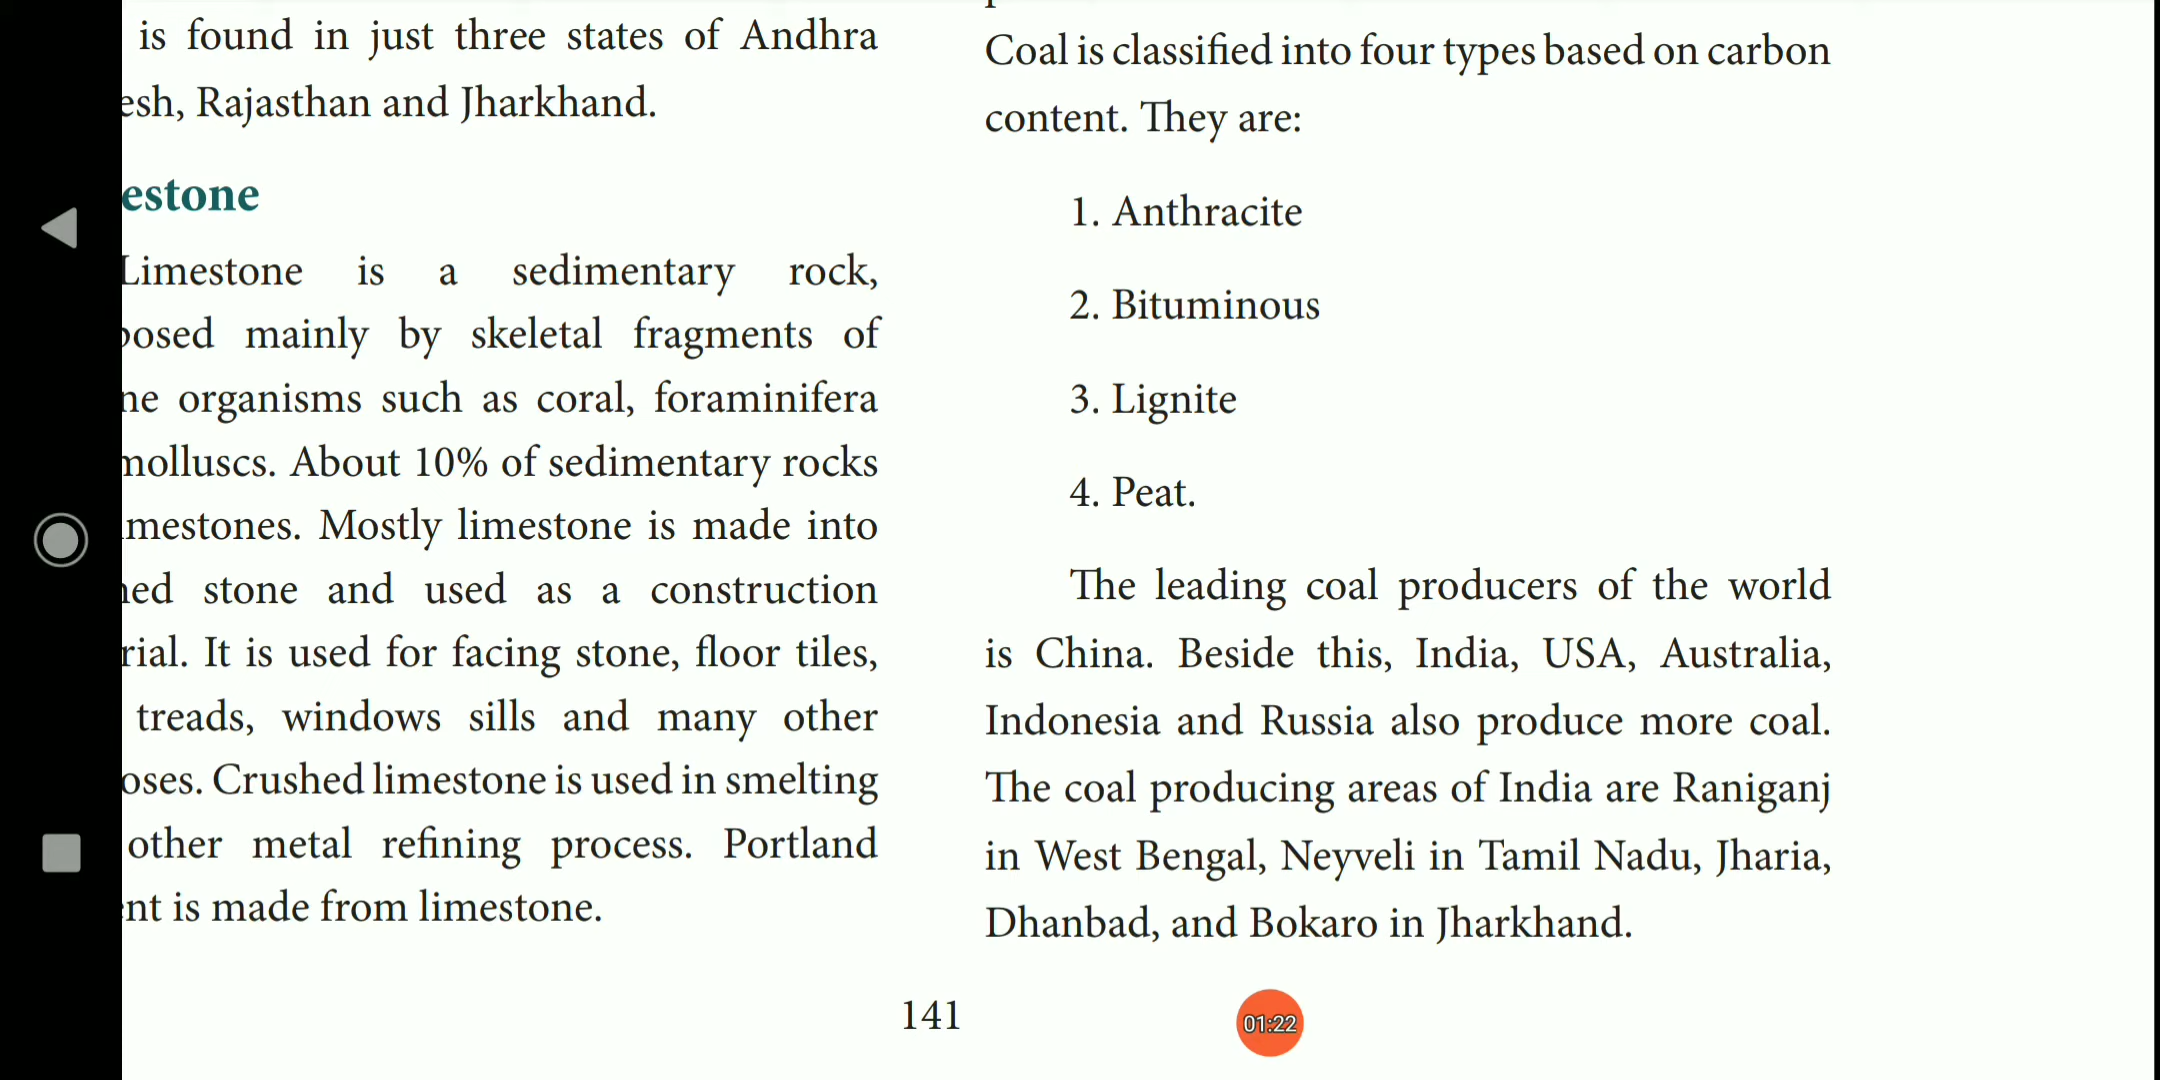 is found in just three states of Andhra
esh, Rajasthan and Jharkhand.
estone
Limestone is a sedimentary rock,
posed mainly by skeletal fragments of
ne organisms such as coral, foraminifera
molluscs. About 10% of sedimentary rocks
mestones. Mostly limestone is made into
hed stone and used as a construction
rial. It is used for facing stone, floor tiles,
treads, windows sills and many other
oses. Crushed limestone is used in smelting
other metal refining process. Portland
nt is made from limestone.
Coal is classified into four types based on carbon
content. They are:
1. Anthracite
2. Bituminous
3. Lignite
4. Peat.
The leading coal producers of the world
is China. Beside this, India, USA, Australia,
Indonesia and Russia also produce more coal.
The coal producing areas of India are Raniganj
in West Bengal, Neyveli in Tamil Nadu, Jharia,
Dhanbad, and Bokaro in Jharkhand.
141
01:22